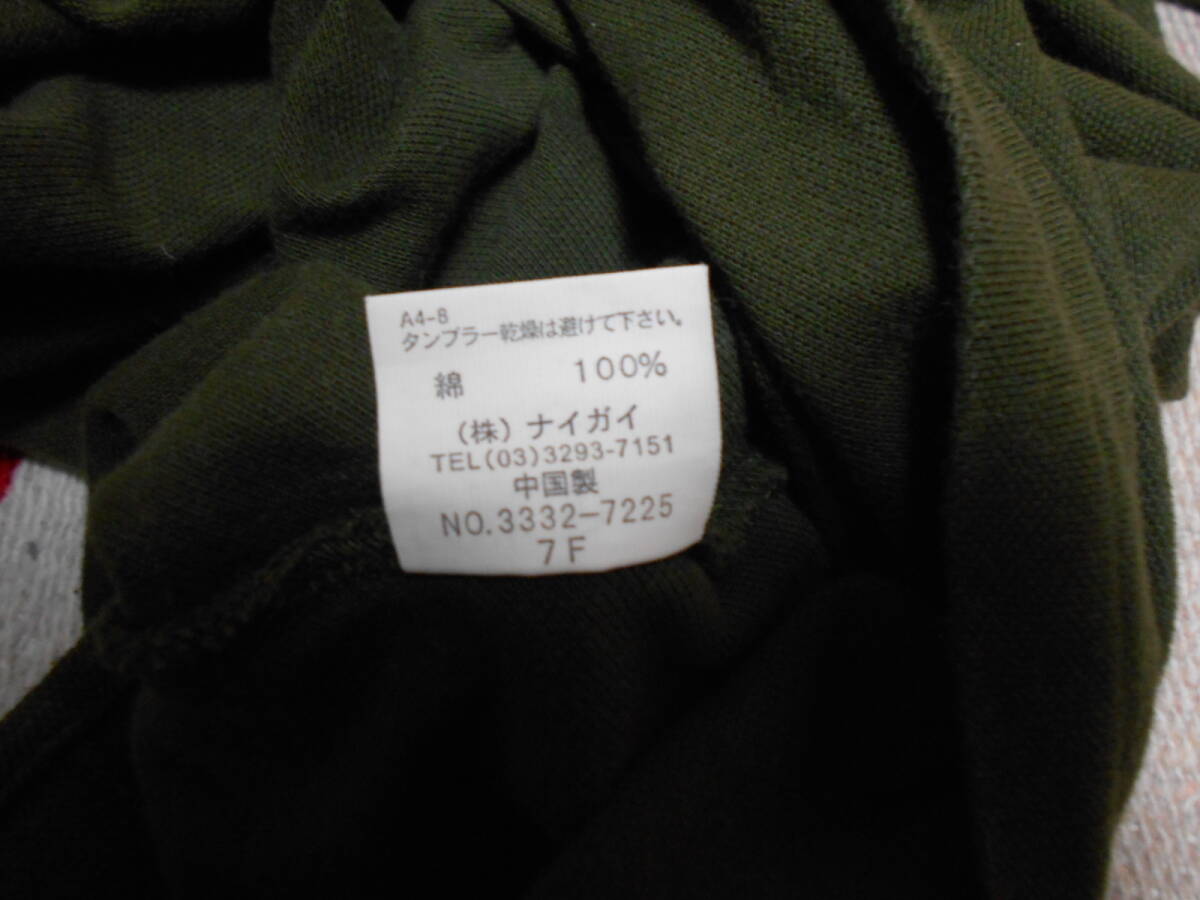 A4-8
タンブラー乾燥は避けて下さい。
綿 100%
(株) ナイガイ
TEL(03)3293-7151
中国製
NO.3332-7225
7F